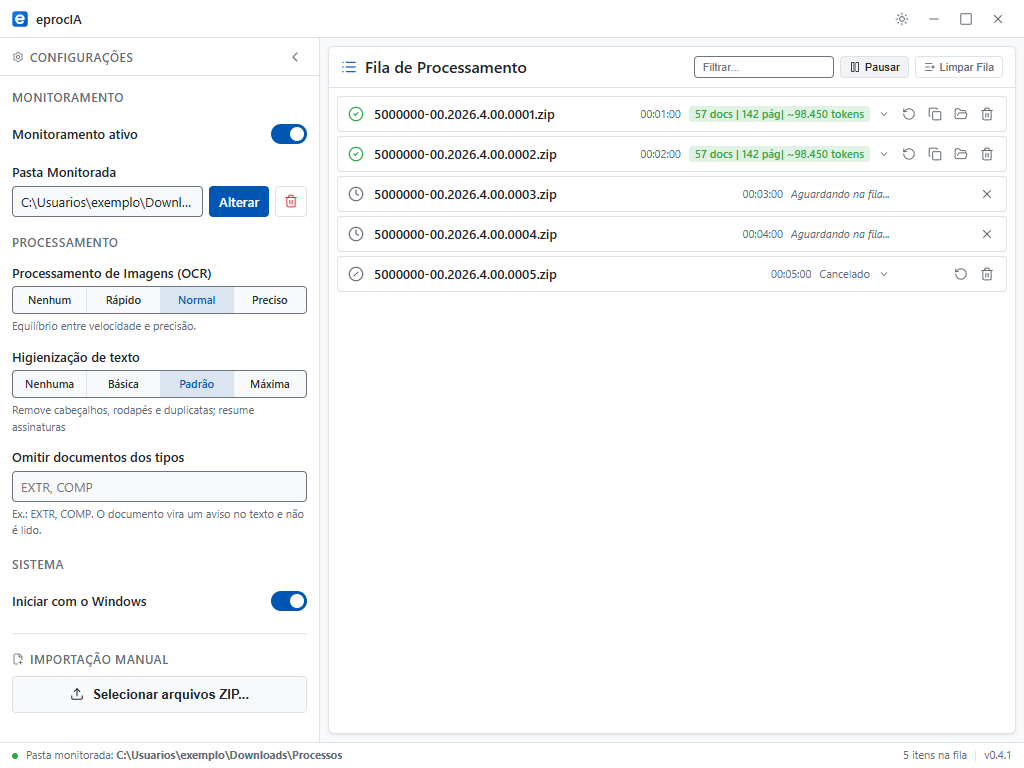 eprocIA
CONFIGURAÇÕES
MONITORAMENTO
Monitoramento ativo
Pasta Monitorada
C:\Usuarios\exemplo\Downl...
Alterar
PROCESSAMENTO
Processamento de Imagens (OCR)
Nenhum Rápido Normal Preciso
Equilíbrio entre velocidade e precisão.
Higienização de texto
Nenhuma Básica Padrão Máxima
Remove cabeçalhos, rodapés e duplicatas; resume
assinaturas
Omitir documentos dos tipos
EXTR, COMP
Ex.: EXTR, COMP. O documento vira um aviso no texto e não
é lido.
SISTEMA
Iniciar com o Windows
IMPORTAÇÃO MANUAL
Selecionar arquivos ZIP...
Fila de Processamento
Filtrar...
Pausar
Limpar Fila
5000000-00.2026.4.00.0001.zip 00:01:00 57 docs | 142 pág| ~98.450 tokens
5000000-00.2026.4.00.0002.zip 00:02:00 57 docs | 142 pág| ~98.450 tokens
5000000-00.2026.4.00.0003.zip 00:03:00 Aguardando na fila...
5000000-00.2026.4.00.0004.zip 00:04:00 Aguardando na fila...
5000000-00.2026.4.00.0005.zip 00:05:00 Cancelado
Pasta monitorada: C:\Usuarios\exemplo\Downloads\Processos
5 itens na fila | v0.4.1